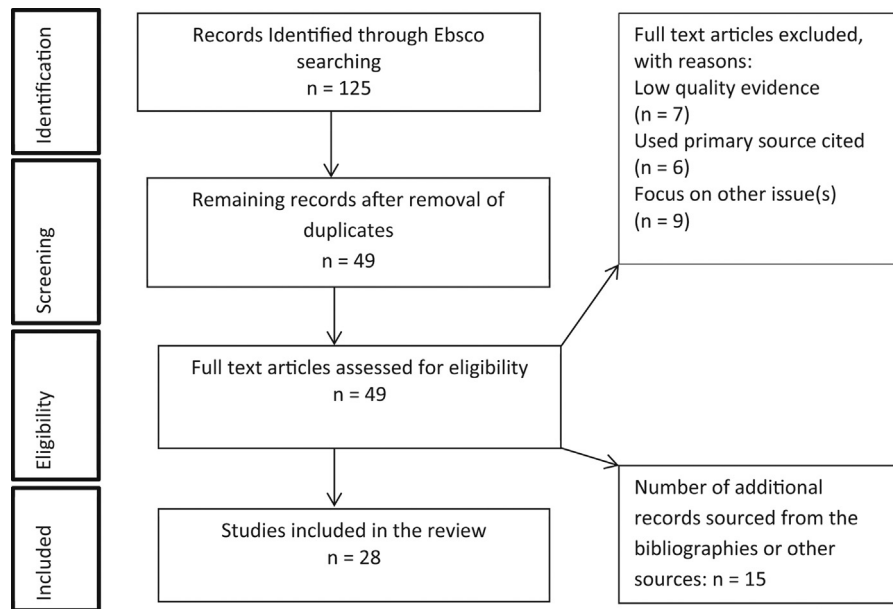 Identification
Records Identified through Ebsco
searching
n = 125
Full text articles excluded,
with reasons:
Low quality evidence
(n = 7)
Used primary source cited
(n = 6)
Focus on other issue(s)
(n = 9)
Screening
Remaining records after removal of
duplicates
n = 49
Eligibility
Full text articles assessed for eligibility
n = 49
Included
Studies included in the review
n = 28
Number of additional
records sourced from the
bibliographies or other
sources: n = 15